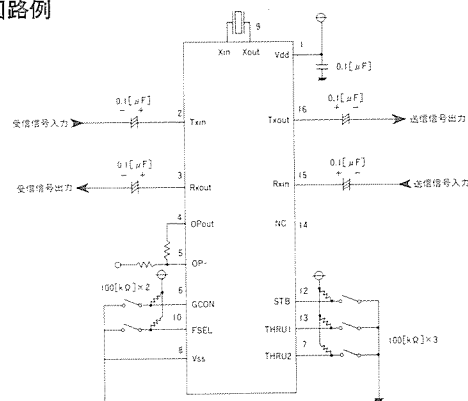 回路例
9
Xin Xout
Vdd
1
0.1[μF]
0.1[μF]
- +
受信信号入力
2
Txin
Txout
16
0.1[μF]
+ -
送信信号出力
0.1[μF]
- +
受信信号出力
3
Rxout
Rxin
15
0.1[μF]
+ -
送信信号入力
4
OPout
NC
14
5
OP-
100[kΩ]×2
6
GCON
STB
12
10
FSEL
THRU1
13
100[kΩ]×3
8
Vss
THRU2
7